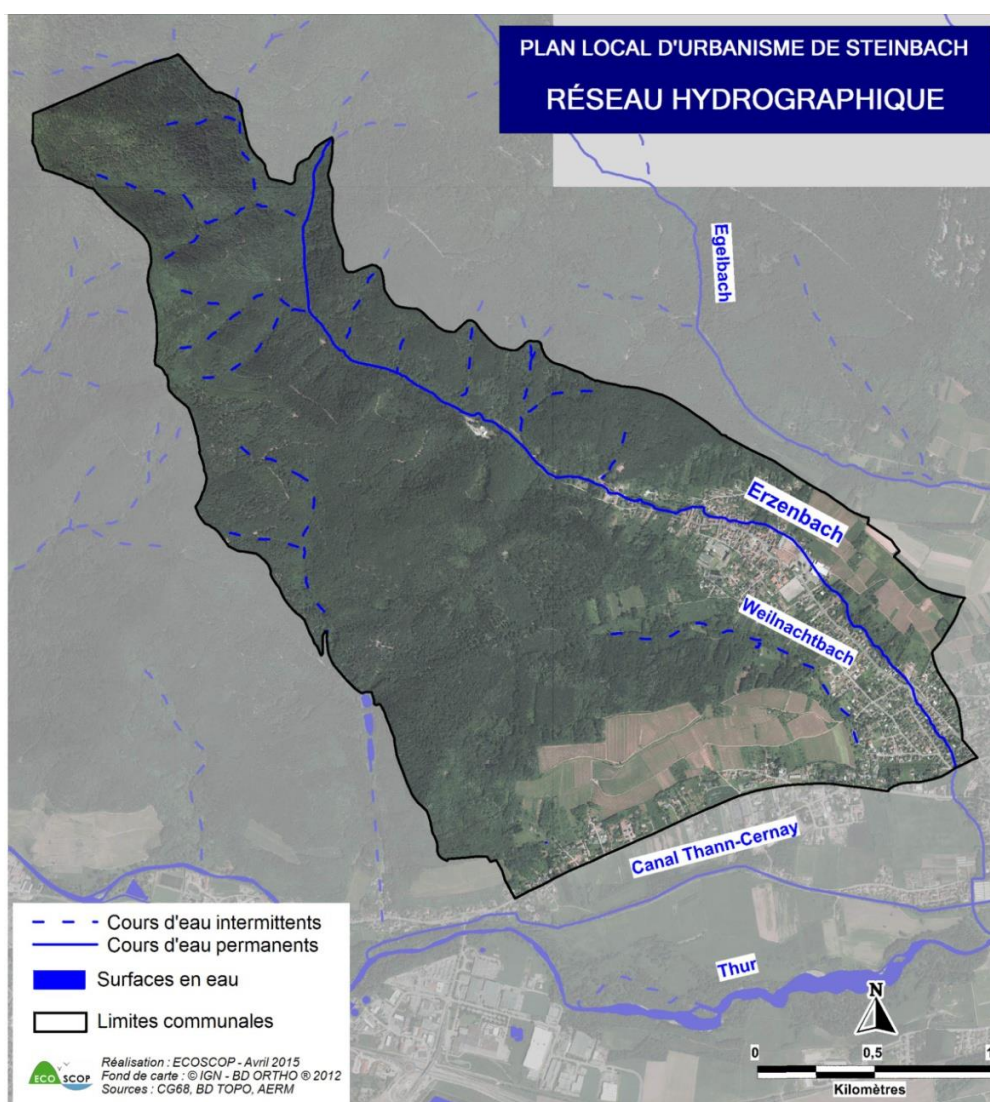 PLAN LOCAL D'URBANISME DE STEINBACH
RÉSEAU HYDROGRAPHIQUE
Egelbach
Erzenbach
Weilnachtbach
Canal Thann-Cernay
Thur
Cours d'eau intermittents
Cours d'eau permanents
Surfaces en eau
Limites communales
ECO SCOP
Réalisation : ECOSCOP - Avril 2015
Fond de carte : © IGN - BD ORTHO ® 2012
Sources : CG68, BD TOPO, AERM
N
0 0,5 1
Kilomètres